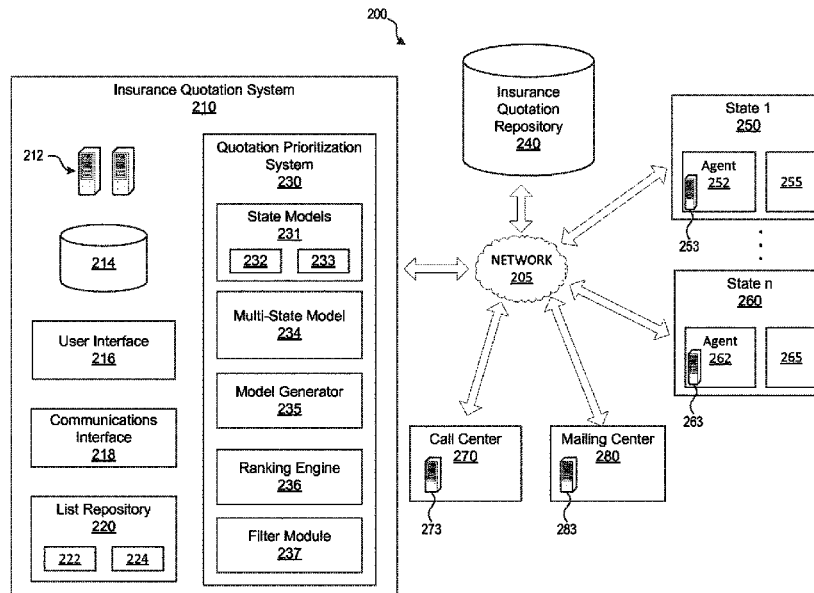 200
Insurance Quotation System
210
212
214
User Interface
216
Communications
Interface
218
List Repository
220
222
224
Quotation Prioritization
System
230
State Models
231
232
233
Multi-State Model
234
Model Generator
235
Ranking Engine
236
Filter Module
237
Insurance
Quotation
Repository
240
NETWORK
205
State 1
250
Agent
252
255
253
State n
260
Agent
262
265
263
Call Center
270
273
Mailing Center
280
283